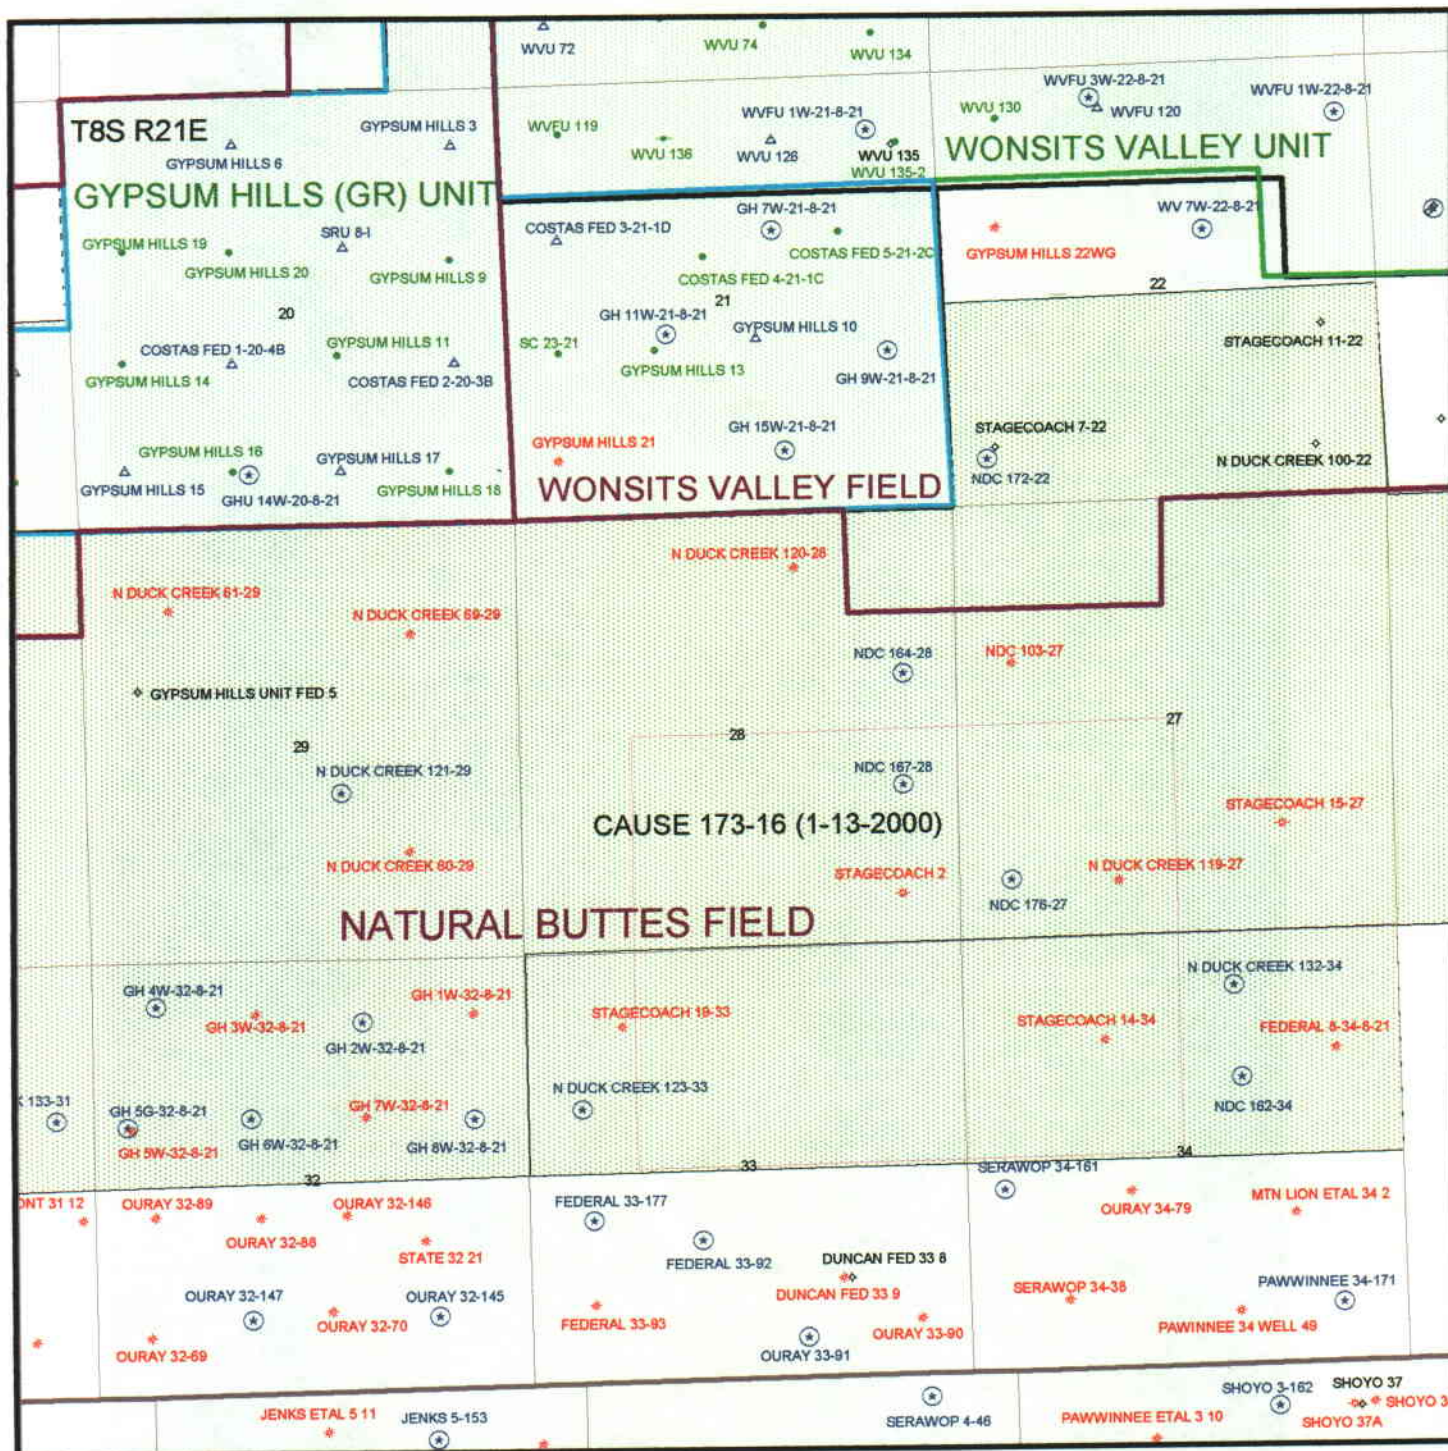 WVU 72
WVU 74
WVU 134
WVFU 3W-22-8-21
WVFU 1W-22-8-21
T8S R21E
GYPSUM HILLS 3
WVFU 119
WVFU 1W-21-8-21
WVU 130
WVFU 120
GYPSUM HILLS 6
WVU 136
WVU 126
WVU 135
WVU 135-2
WONSITS VALLEY UNIT
GYPSUM HILLS (GR) UNIT
GYPSUM HILLS 19
SRU 8-I
GYPSUM HILLS 20
GYPSUM HILLS 9
COSTAS FED 3-21-1D
GH 7W-21-8-21
COSTAS FED 5-21-2C
COSTAS FED 4-21-1C
WV 7W-22-8-21
GYPSUM HILLS 22WG
22
20
21
COSTAS FED 1-20-4B
GYPSUM HILLS 11
GYPSUM HILLS 14
COSTAS FED 2-20-3B
SC 23-21
GH 11W-21-8-21
GYPSUM HILLS 10
GYPSUM HILLS 13
GH 9W-21-8-21
STAGECOACH 11-22
GYPSUM HILLS 16
GYPSUM HILLS 17
GYPSUM HILLS 15
GHU 14W-20-8-21
GYPSUM HILLS 18
GYPSUM HILLS 21
GH 15W-21-8-21
STAGECOACH 7-22
NDC 172-22
N DUCK CREEK 100-22
WONSITS VALLEY FIELD
N DUCK CREEK 61-29
N DUCK CREEK 69-29
N DUCK CREEK 120-28
NDC 164-28
NDC 103-27
GYPSUM HILLS UNIT FED 5
29
28
27
N DUCK CREEK 121-29
NDC 167-28
CAUSE 173-16 (1-13-2000)
STAGECOACH 15-27
N DUCK CREEK 60-29
STAGECOACH 2
N DUCK CREEK 119-27
NDC 176-27
NATURAL BUTTES FIELD
GH 4W-32-8-21
GH 1W-32-8-21
GH 3W-32-8-21
GH 2W-32-8-21
STAGECOACH 19-33
N DUCK CREEK 132-34
STAGECOACH 14-34
FEDERAL 8-34-8-21
K 133-31
GH 5G-32-8-21
GH 7W-32-8-21
GH 5W-32-8-21
GH 6W-32-8-21
GH 8W-32-8-21
N DUCK CREEK 123-33
NDC 162-34
32
33
34
ONT 31 12
OURAY 32-89
OURAY 32-146
OURAY 32-88
STATE 32 21
FEDERAL 33-177
FEDERAL 33-92
DUNCAN FED 33 8
DUNCAN FED 33 9
SERAWOP 34-161
OURAY 34-79
MTN LION ETAL 34 2
OURAY 32-147
OURAY 32-145
OURAY 32-70
OURAY 32-69
FEDERAL 33-93
OURAY 33-90
OURAY 33-91
SERAWOP 34-38
PAWWINNEE 34-171
PAWINNEE 34 WELL 49
JENKS ETAL 5 11
JENKS 5-153
SERAWOP 4-46
PAWWINNEE ETAL 3 10
SHOYO 3-162
SHOYO 37
SHOYO 3
SHOYO 37A